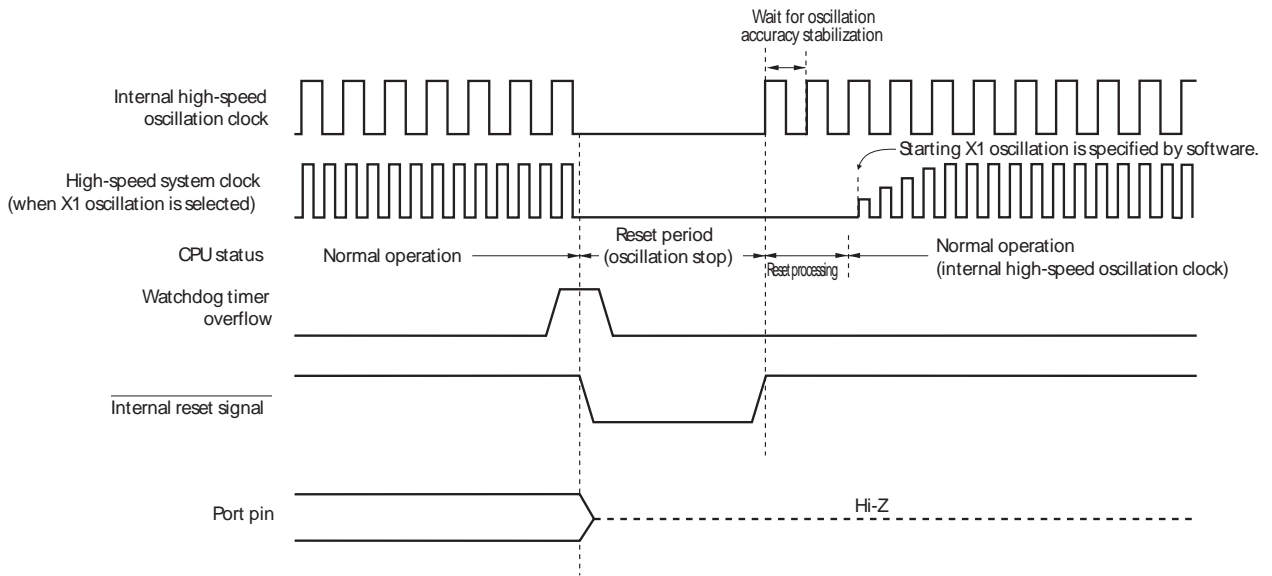 Wait for oscillation
accuracy stabilization
Internal high-speed
oscillation clock
Starting X1 oscillation is specified by software.
High-speed system clock
(when X1 oscillation is selected)
CPU status
Normal operation
Reset period
(oscillation stop)
Reset processing
Normal operation
(internal high-speed oscillation clock)
Watchdog timer
overflow
Internal reset signal
Port pin
Hi-Z